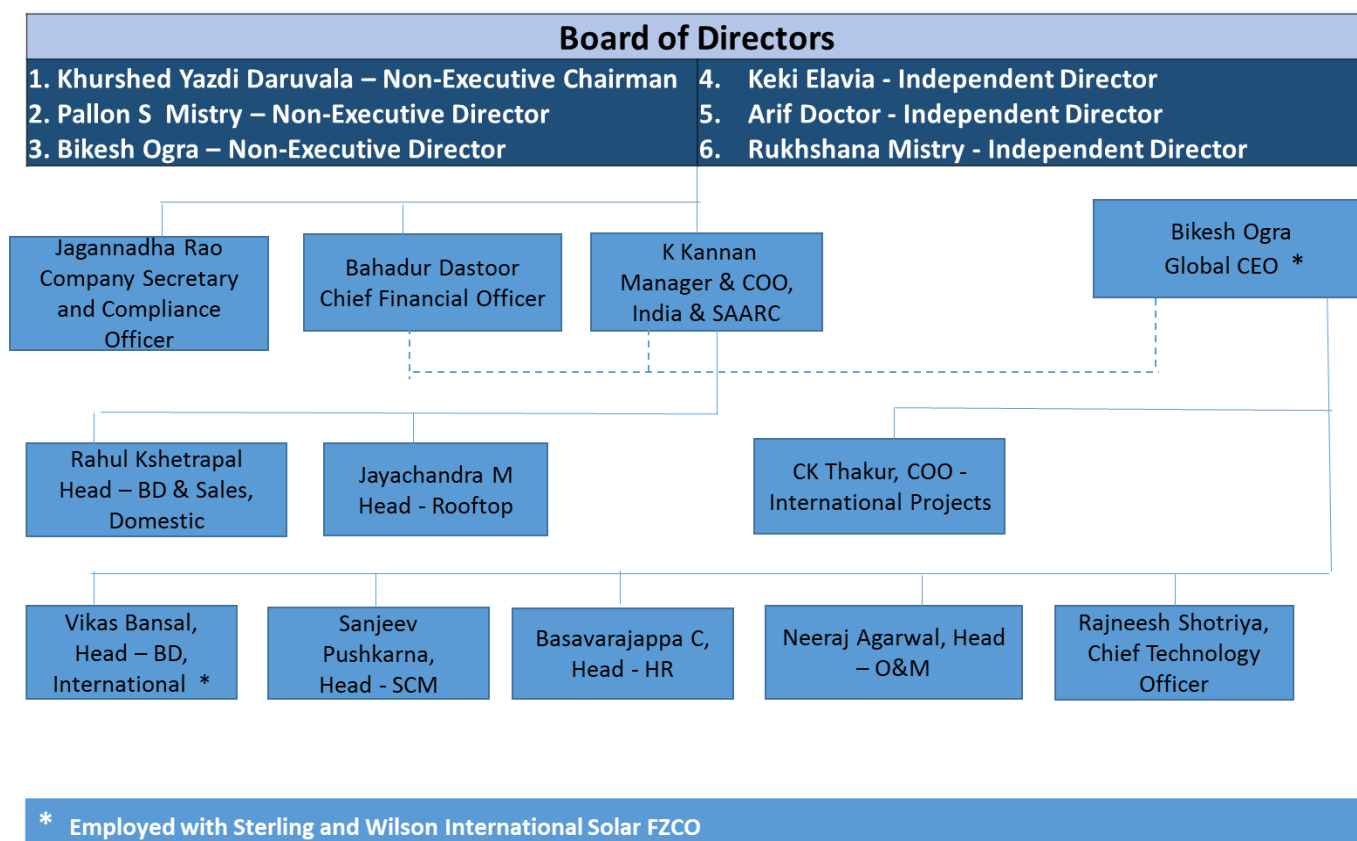 Board of Directors
1. Khurshed Yazdi Daruvala – Non-Executive Chairman
2. Pallon S Mistry – Non-Executive Director
3. Bikesh Ogra – Non-Executive Director
4. Keki Elavia - Independent Director
5. Arif Doctor - Independent Director
6. Rukhshana Mistry - Independent Director
Jagannadha Rao
Company Secretary
and Compliance
Officer
Bahadur Dastoor
Chief Financial Officer
K Kannan
Manager & COO,
India & SAARC
Bikesh Ogra
Global CEO *
Rahul Kshetrapal
Head – BD & Sales,
Domestic
Jayachandra M
Head - Rooftop
CK Thakur, COO -
International Projects
Vikas Bansal,
Head – BD,
International *
Sanjeev
Pushkarna,
Head - SCM
Basavarajappa C,
Head - HR
Neeraj Agarwal, Head
– O&M
Rajneesh Shotriya,
Chief Technology
Officer
* Employed with Sterling and Wilson International Solar FZCO